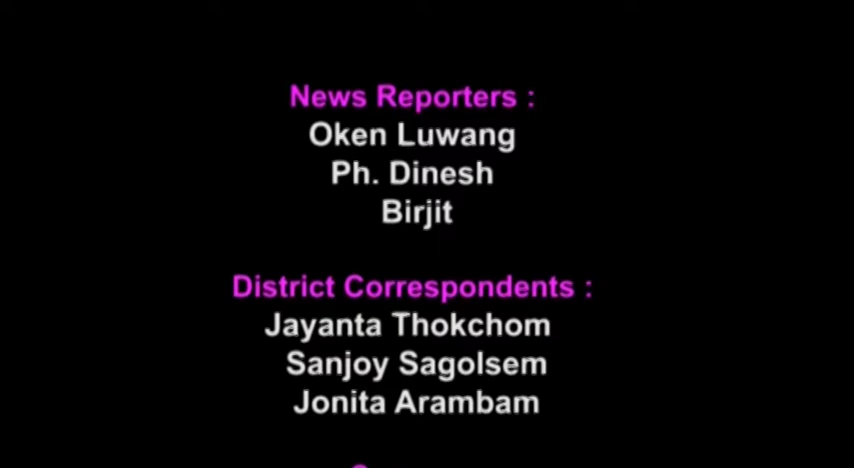 News Reporters :
Oken Luwang
Ph. Dinesh
Birjit
District Correspondents :
Jayanta Thokchom
Sanjoy Sagolsem
Jonita Arambam